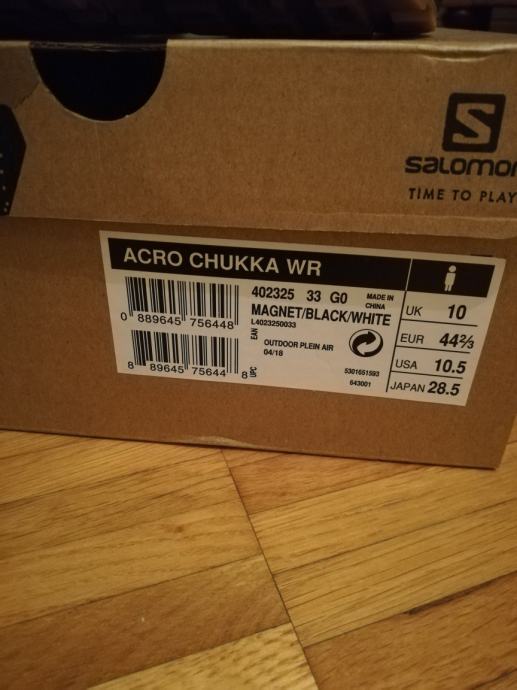 S
SALOMO
TIME TO PLAY
ACRO CHUKKA WR
402325 33 G0 MADE IN CHINA
MAGNET/BLACK/WHITE
L4023250033
0 889645 756448
EAN
OUTDOOR PLEIN AIR
04/18
8 89645 75644 8
UPC
5301651593
643001
UK 10
EUR 44⅔
USA 10.5
JAPAN 28.5